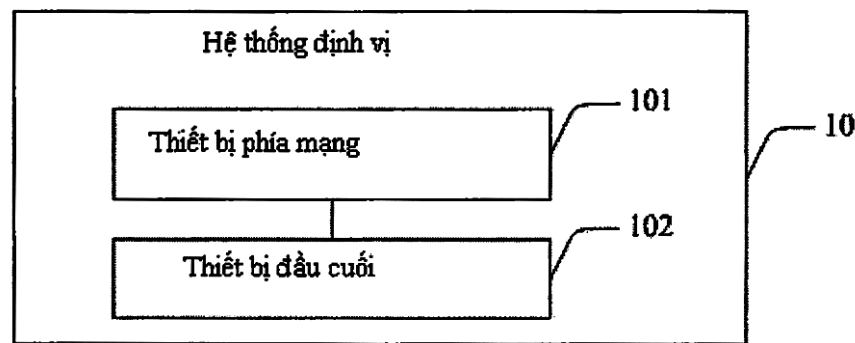 Hệ thống định vị
101
Thiết bị phía mạng
10
102
Thiết bị đầu cuối